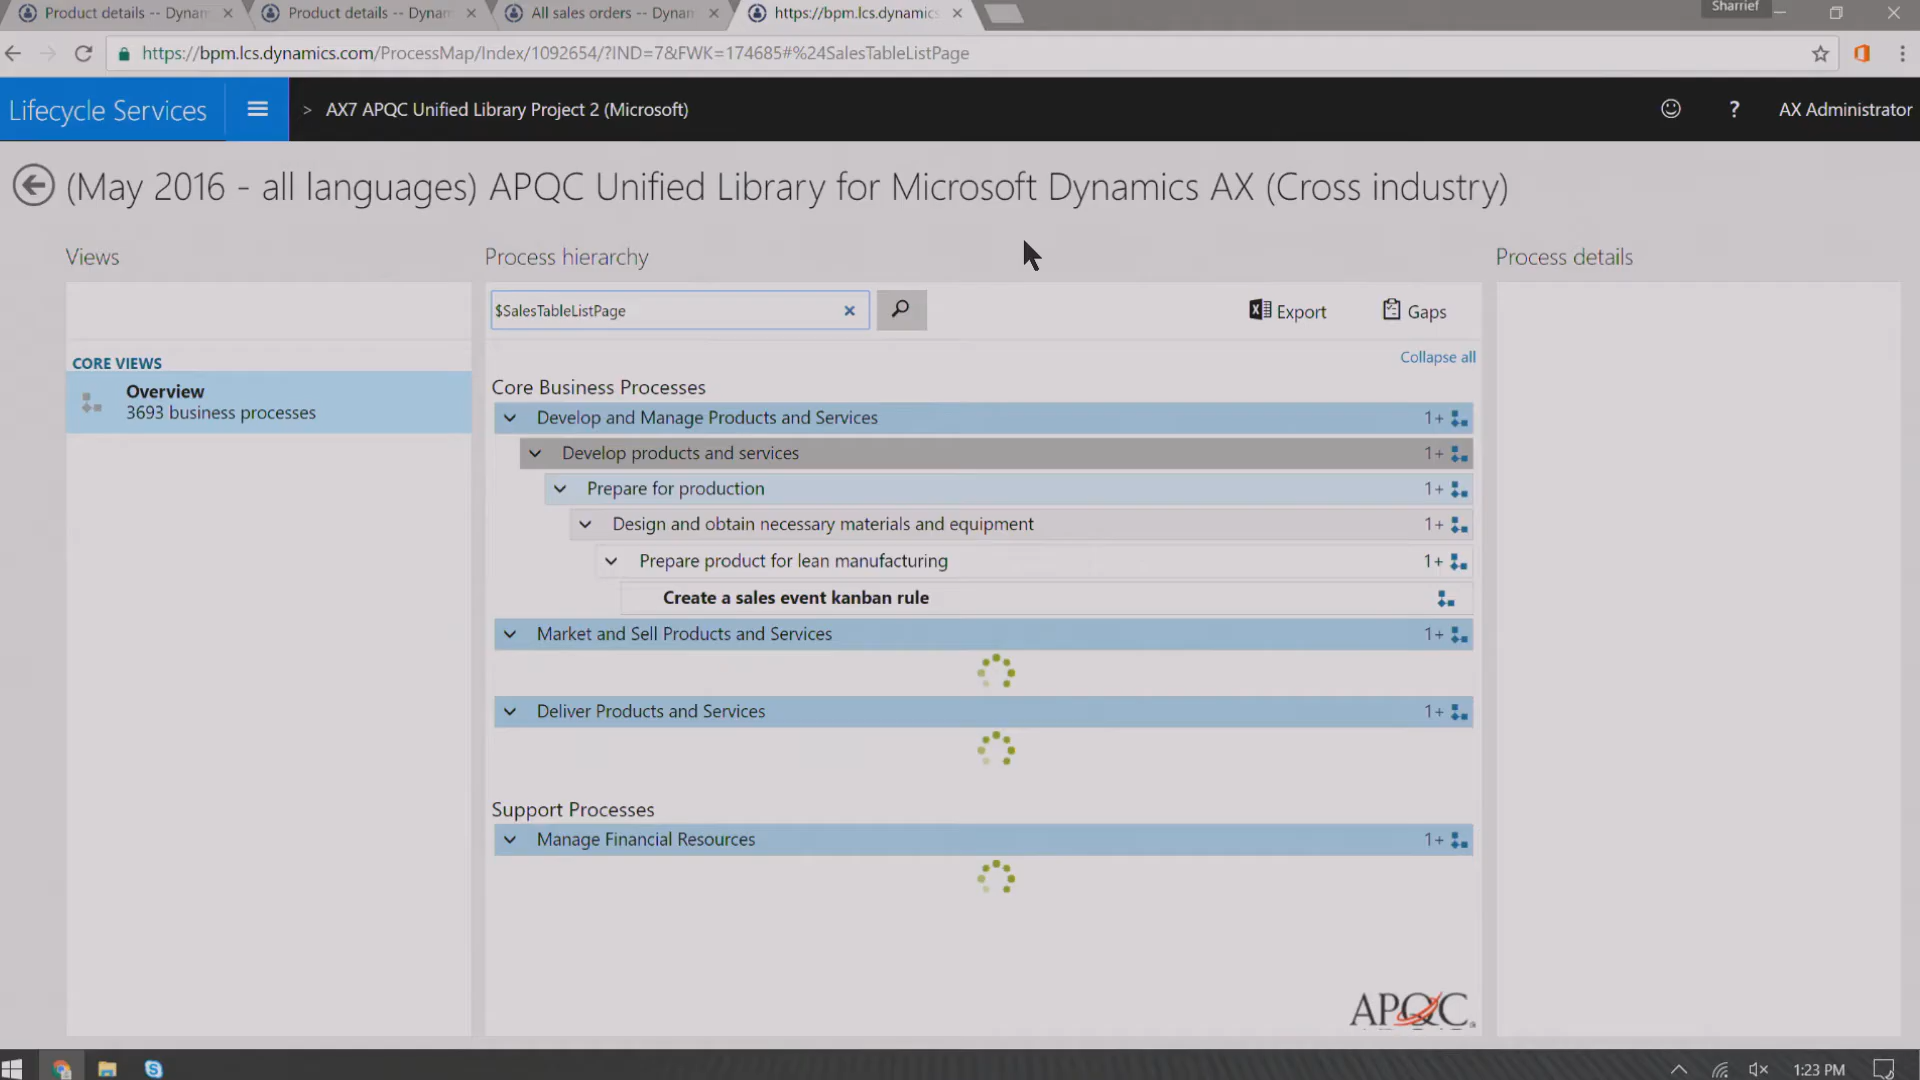 Product details -- Dynam
Product details -- Dynam
All sales orders -- Dynam
https://bpm.lcs.dynamics
Sharrief
https://bpm.lcs.dynamics.com/ProcessMap/Index/1092654/?IND=7&FWK=174685#%24SalesTableListPage
Lifecycle Services
> AX7 APQC Unified Library Project 2 (Microsoft)
?
AX Administrator
(May 2016 - all languages) APQC Unified Library for Microsoft Dynamics AX (Cross industry)
Views
Process hierarchy
Process details
$SalesTableListPage
Export
Gaps
Collapse all
CORE VIEWS
Overview
3693 business processes
Core Business Processes
Develop and Manage Products and Services 1+
Develop products and services 1+
Prepare for production 1+
Design and obtain necessary materials and equipment 1+
Prepare product for lean manufacturing 1+
Create a sales event kanban rule
Market and Sell Products and Services 1+
Deliver Products and Services 1+
Support Processes
Manage Financial Resources 1+
APQC
1:23 PM